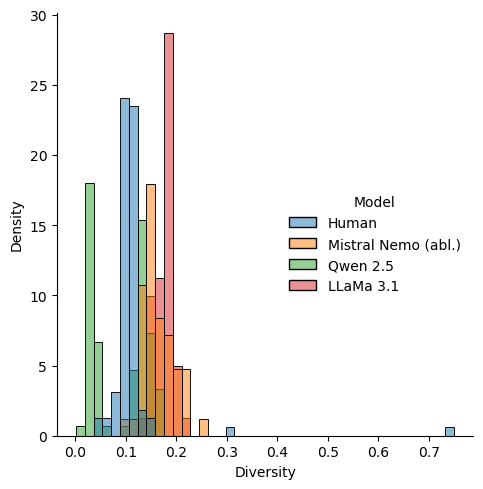 30
25
20
15
10
5
0
Density
Model
Human
Mistral Nemo (abl.)
Qwen 2.5
LLaMa 3.1
0.0 0.1 0.2 0.3 0.4 0.5 0.6 0.7
Diversity